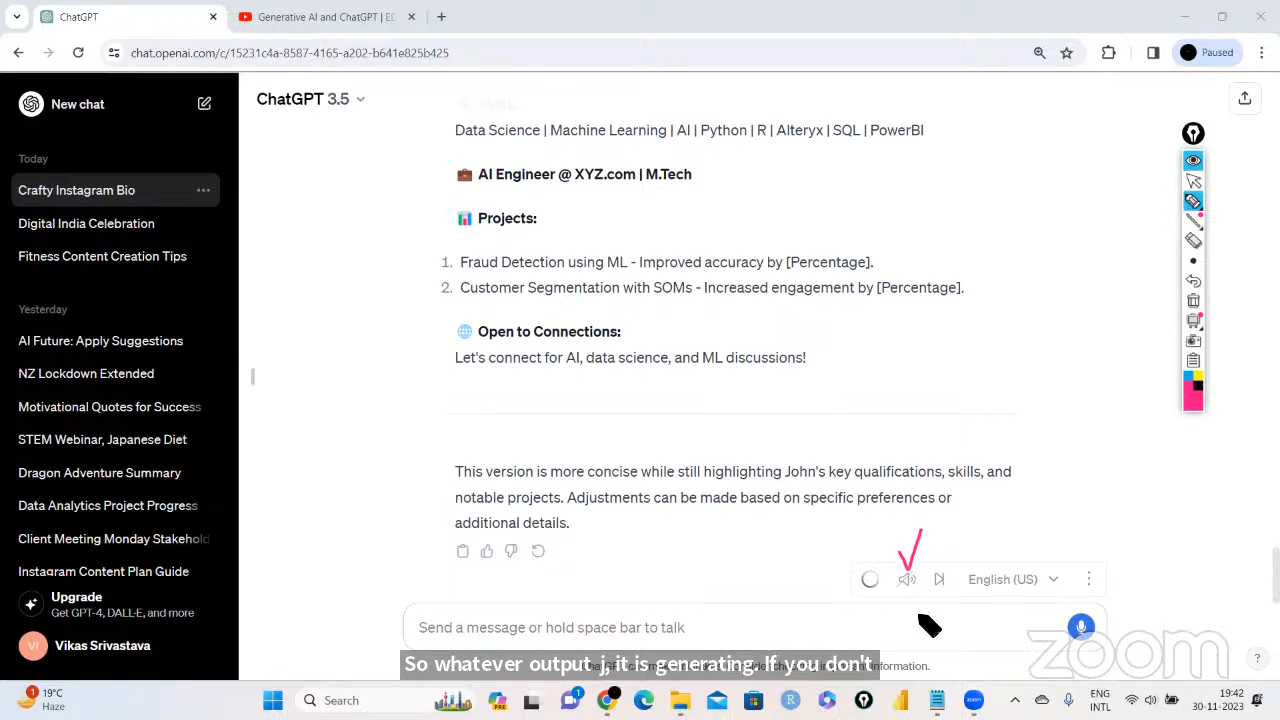 ChatGPT
Generative AI and ChatGPT | ED
chat.openai.com/c/15231c4a-8587-4165-a202-b641e825b425
Paused
New chat
ChatGPT 3.5
Today
Crafty Instagram Bio
Digital India Celebration
Fitness Content Creation Tips
Yesterday
AI Future: Apply Suggestions
NZ Lockdown Extended
Motivational Quotes for Success
STEM Webinar, Japanese Diet
Dragon Adventure Summary
Data Analytics Project Progress
Client Meeting Monday Stakehold
Instagram Content Plan Guide
Upgrade
Get GPT-4, DALL·E, and more
VI
Vikas Srivastava
Data Science | Machine Learning | AI | Python | R | Alteryx | SQL | PowerBI
AI Engineer @ XYZ.com | M.Tech
Projects:
1. Fraud Detection using ML - Improved accuracy by [Percentage].
2. Customer Segmentation with SOMs - Increased engagement by [Percentage].
Open to Connections:
Let's connect for AI, data science, and ML discussions!
This version is more concise while still highlighting John's key qualifications, skills, and
notable projects. Adjustments can be made based on specific preferences or
additional details.
English (US)
Send a message or hold space bar to talk
So whatever output j, it is generating. If you don't
information.
zoom
?
1
19°C
Haze
Search
PRE
1
R
zoom
ENG
INTL
19:42
30-11-2023